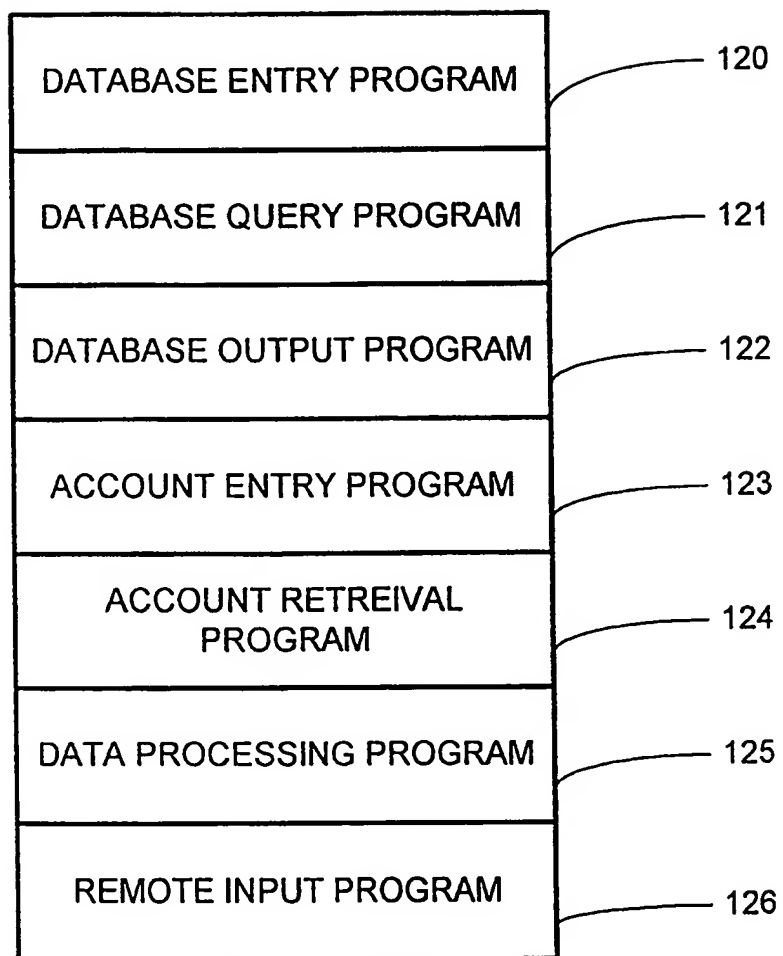 DATABASE ENTRY PROGRAM
120
DATABASE QUERY PROGRAM
121
DATABASE OUTPUT PROGRAM
122
ACCOUNT ENTRY PROGRAM
123
ACCOUNT RETREIVAL
PROGRAM
124
DATA PROCESSING PROGRAM
125
REMOTE INPUT PROGRAM
126